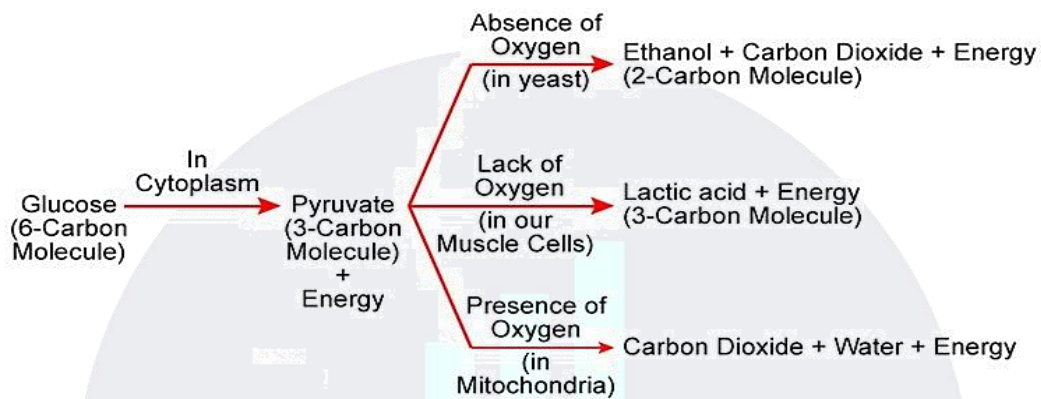 Glucose
(6-Carbon
Molecule)
In
Cytoplasm
Pyruvate
(3-Carbon
Molecule)
+
Energy
Absence of
Oxygen
(in yeast)
Ethanol + Carbon Dioxide + Energy
(2-Carbon Molecule)
Lack of
Oxygen
(in our
Muscle Cells)
Lactic acid + Energy
(3-Carbon Molecule)
Presence of
Oxygen
(in
Mitochondria)
Carbon Dioxide + Water + Energy